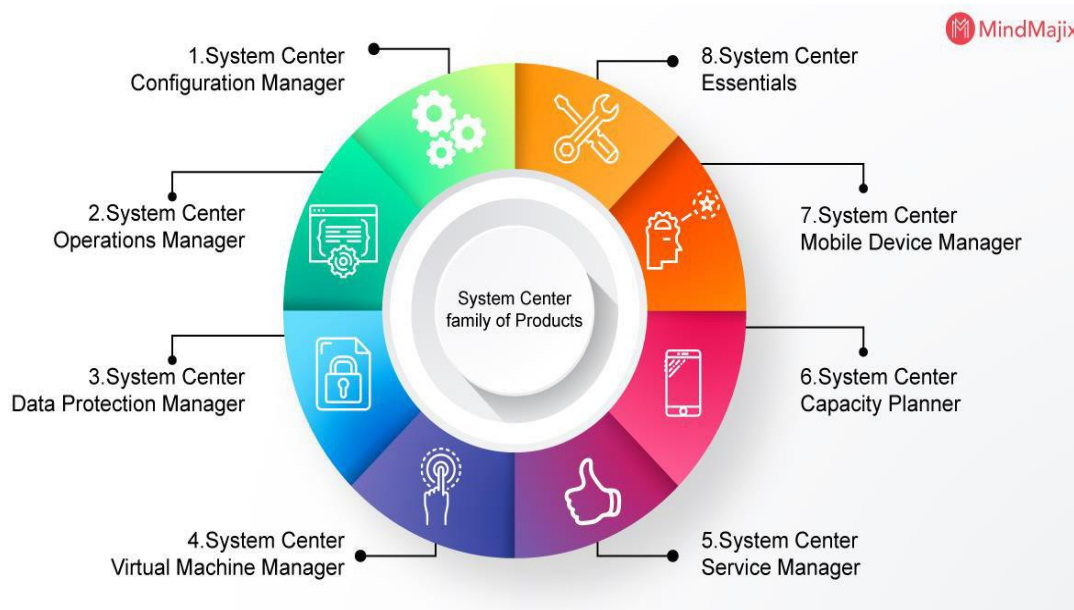 MindMajix
1.System Center
Configuration Manager
2.System Center
Operations Manager
3.System Center
Data Protection Manager
4.System Center
Virtual Machine Manager
5.System Center
Service Manager
6.System Center
Capacity Planner
7.System Center
Mobile Device Manager
8.System Center
Essentials
System Center
family of Products